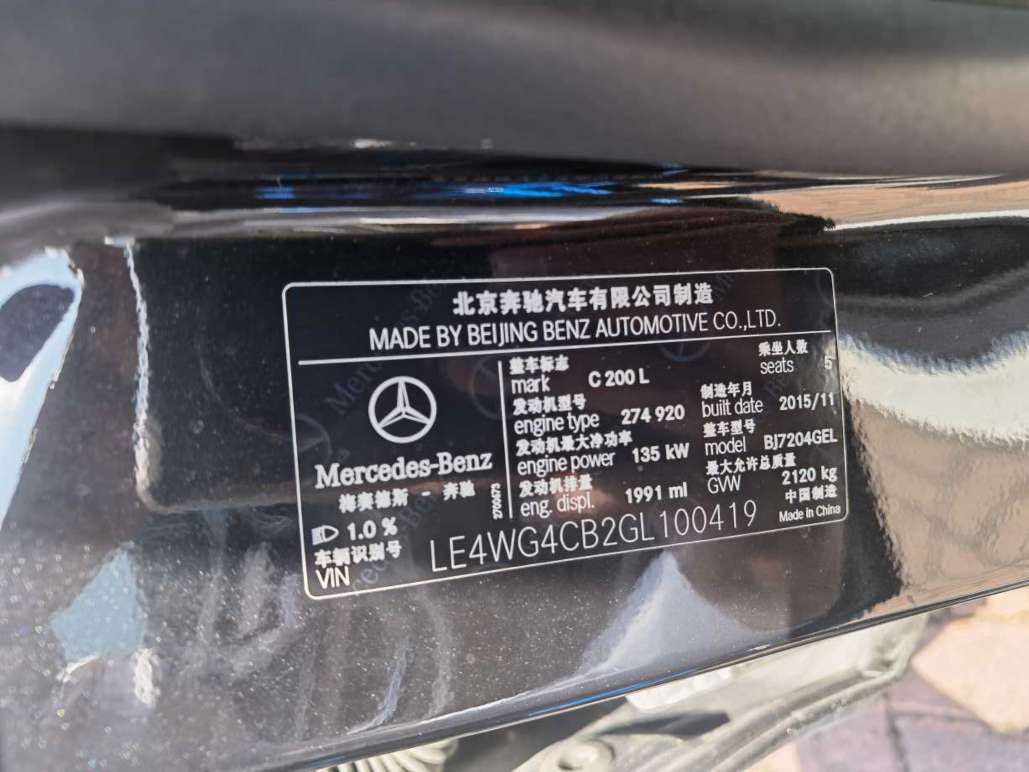 北京奔驰汽车有限公司制造
MADE BY BEIJING BENZ AUTOMOTIVE CO.,LTD.
Mercedes-Benz
梅赛德斯 - 奔驰
1.0 %
整车标志
mark C 200 L
乘坐人数
seats 5
发动机型号
engine type 274 920
制造年月
built date 2015/11
发动机最大净功率
engine power 135 kW
整车型号
model BJ7204GEL
发动机排量
eng. displ. 1991 ml
最大允许总质量
GVW 2120 kg
中国制造
Made in China
车辆识别号
VIN LE4WG4CB2GL100419